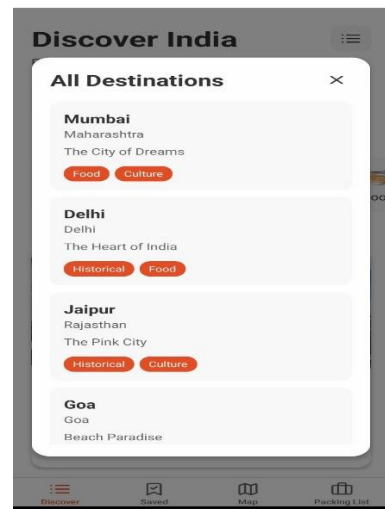 Discover India
All Destinations
Mumbai
Maharashtra
The City of Dreams
Food Culture
Delhi
Delhi
The Heart of India
Historical Food
Jaipur
Rajasthan
The Pink City
Historical Culture
Goa
Goa
Beach Paradise
Discover Saved Map Packing List